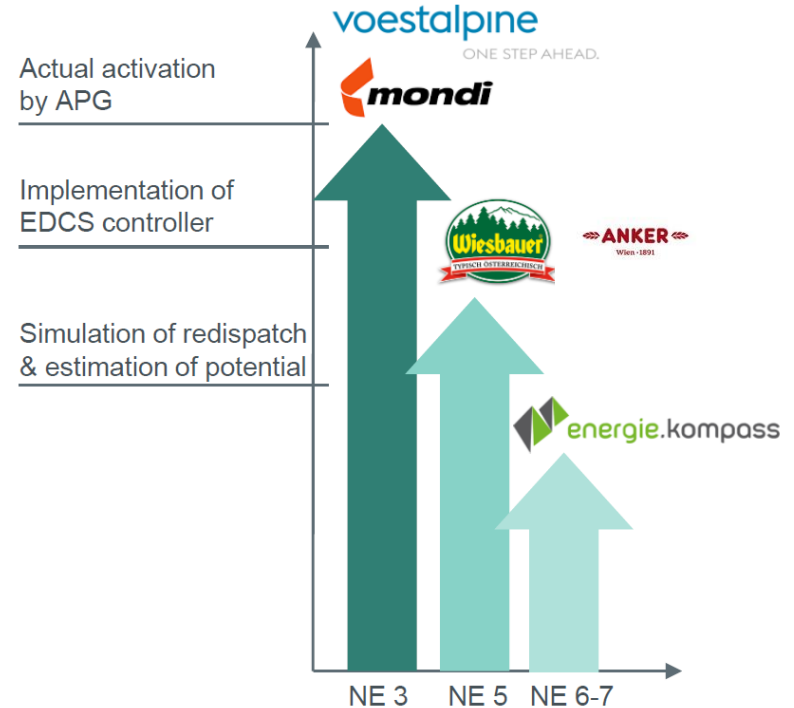 voestalpine
ONE STEP AHEAD.
Actual activation
by APG
mondi
Implementation of
EDCS controller
Wiesbauer
TYPISCH ÖSTERREICHISCH
ANKER
Wien · 1891
Simulation of redispatch
& estimation of potential
energie.kompass
NE 3
NE 5
NE 6-7